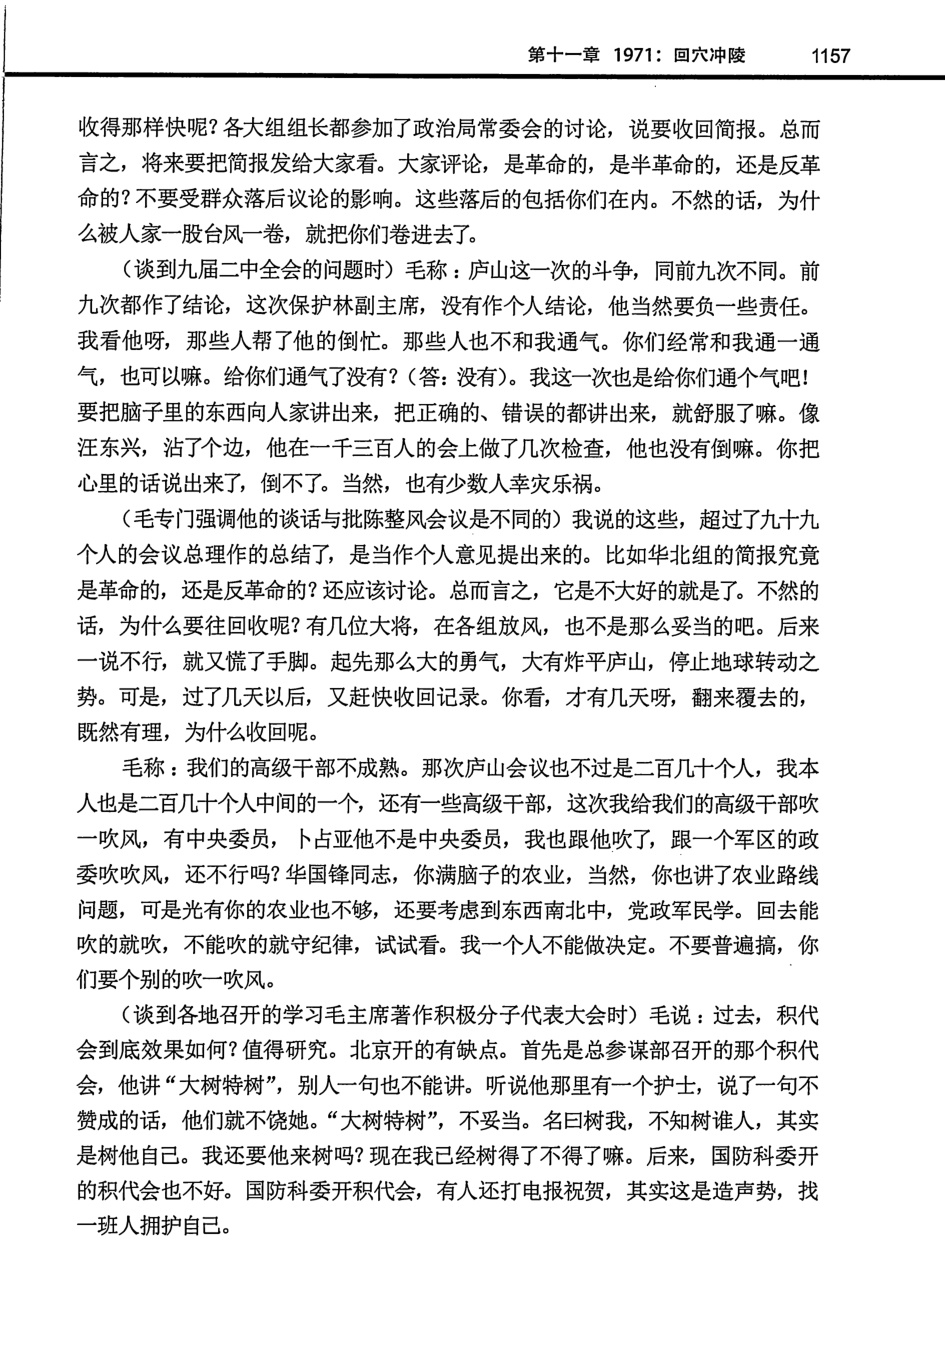 第十一章 1971：回穴冲陵 1157
收得那样快呢？各大组组长都参加了政治局常委会的讨论，说要收回简报。总而
言之，将来要把简报发给大家看。大家评论，是革命的，是半革命的，还是反革
命的？不要受群众落后议论的影响。这些落后的包括你们在内。不然的话，为什
么被人家一股台风一卷，就把你们卷进去了。
（谈到九届二中全会的问题时）毛称：庐山这一次的斗争，同前九次不同。前
九次都作了结论，这次保护林副主席，没有作个人结论，他当然要负一些责任。
我看他呀，那些人帮了他的倒忙。那些人也不和我通气。你们经常和我通一通
气，也可以嘛。给你们通气了没有？（答：没有）。我这一次也是给你们通个气吧！
要把脑子里的东西向人家讲出来，把正确的、错误的都讲出来，就舒服了嘛。像
汪东兴，沾了个边，他在一千三百人的会上做了几次检查，他也没有倒嘛。你把
心里的话说出来了，倒不了。当然，也有少数人幸灾乐祸。
（毛专门强调他的谈话与批陈整风会议是不同的）我说的这些，超过了九十九
个人的会议总理作的总结了，是当作个人意见提出来的。比如华北组的简报究竟
是革命的，还是反革命的？还应该讨论。总而言之，它是不大好的就是了。不然的
话，为什么要往回收呢？有几位大将，在各组放风，也不是那么妥当的吧。后来
一说不行，就又慌了手脚。起先那么大的勇气，大有炸平庐山，停止地球转动之
势。可是，过了几天以后，又赶快收回记录。你看，才有几天呀，翻来覆去的，
既然有理，为什么收回呢。
毛称：我们的高级干部不成熟。那次庐山会议也不过是二百几十个人，我本
人也是二百几十个人中间的一个，还有一些高级干部，这次我给我们的高级干部吹
一吹风，有中央委员，卜占亚他不是中央委员，我也跟他吹了，跟一个军区的政
委吹吹风，还不行吗？华国锋同志，你满脑子的农业，当然，你也讲了农业路线
问题，可是光有你的农业也不够，还要考虑到东西南北中，党政军民学。回去能
吹的就吹，不能吹的就守纪律，试试看。我一个人不能做决定。不要普遍搞，你
们要个别的吹一吹风。
（谈到各地召开的学习毛主席著作积极分子代表大会时）毛说：过去，积代
会到底效果如何？值得研究。北京开的有缺点。首先是总参谋部召开的那个积代
会，他讲“大树特树”，别人一句也不能讲。听说他那里有一个护士，说了一句不
赞成的话，他们就不饶她。“大树特树”，不妥当。名曰树我，不知树谁人，其实
是树他自己。我还要他来树吗？现在我已经树得了不得了嘛。后来，国防科委开
的积代会也不好。国防科委开积代会，有人还打电报祝贺，其实这是造声势，找
一班人拥护自己。